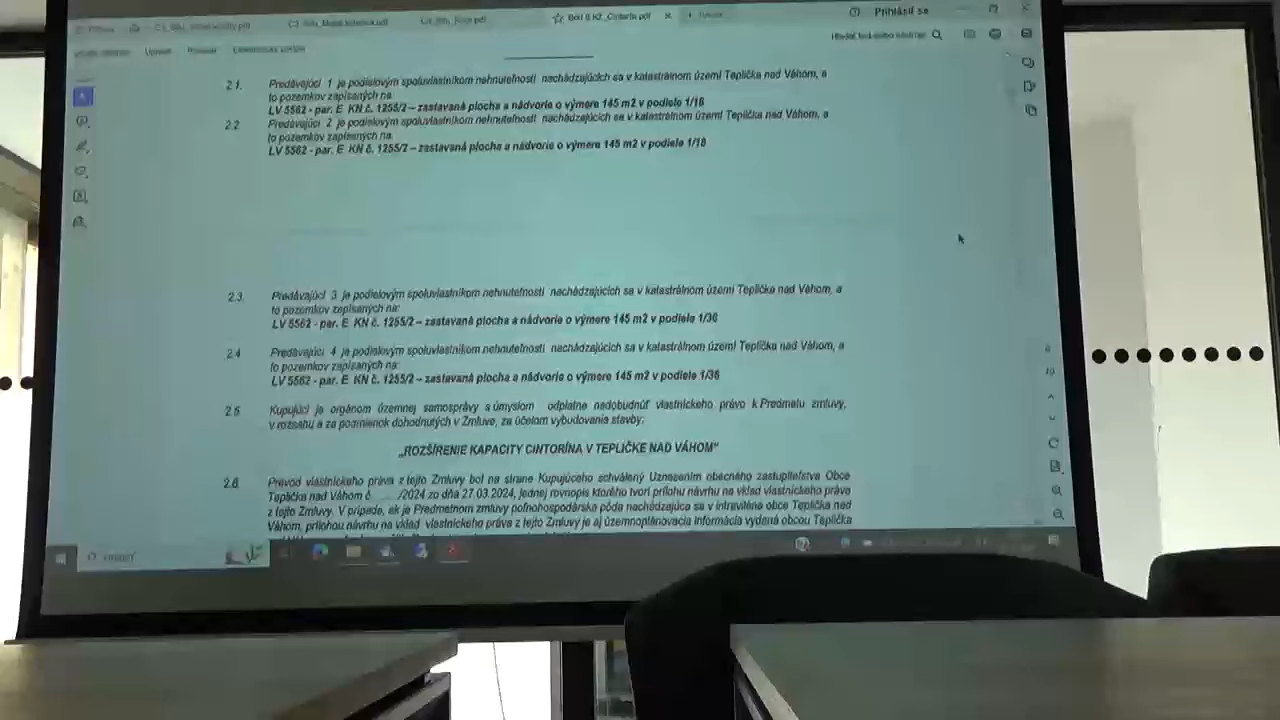 Bod 8 KZ_Cintorín.pdf
Prihlásiť sa
2.1. Predávajúci 1 je podielovým spoluvlastníkom nehnuteľnosti nachádzajúcich sa v katastrálnom území Teplička nad Váhom, a
to pozemkov zapísaných na:
LV 5562 - par. E KN č. 1255/2 – zastavaná plocha a nádvorie o výmere 145 m2 v podiele 1/18
2.2 Predávajúci 2 je podielovým spoluvlastníkom nehnuteľnosti nachádzajúcich sa v katastrálnom území Teplička nad Váhom, a
to pozemkov zapísaných na:
LV 5562 - par. E KN č. 1255/2 – zastavaná plocha a nádvorie o výmere 145 m2 v podiele 1/18
2.3. Predávajúci 3 je podielovým spoluvlastníkom nehnuteľnosti nachádzajúcich sa v katastrálnom území Teplička nad Váhom, a
to pozemkov zapísaných na:
LV 5562 - par. E KN č. 1255/2 – zastavaná plocha a nádvorie o výmere 145 m2 v podiele 1/36
2.4 Predávajúci 4 je podielovým spoluvlastníkom nehnuteľnosti nachádzajúcich sa v katastrálnom území Teplička nad Váhom, a
to pozemkov zapísaných na:
LV 5562 - par. E KN č. 1255/2 – zastavaná plocha a nádvorie o výmere 145 m2 v podiele 1/36
2.5 Kupujúci je orgánom územnej samosprávy s úmyslom odplatne nadobudnúť vlastnícke právo k Predmetu zmluvy,
v rozsahu a za podmienok dohodnutých v Zmluve, za účelom vybudovania stavby:
„ROZŠÍRENIE KAPACITY CINTORÍNA V TEPLIČKE NAD VÁHOM"
2.6 Prevod vlastníckeho práva z tejto Zmluvy bol na strane Kupujúceho schválený Uznesením obecného zastupiteľstva Obce
Teplička nad Váhom č. /2024 zo dňa 27.03.2024, jednej rovnopis ktorého tvorí prílohu návrhu na vklad vlastníckeho práva
z tejto Zmluvy. V prípade, ak je Predmetnom zmluvy poľnohospodárska pôda nachádzajúca sa v intraviláne obce Teplička nad
Váhom, prílohou návrhu na vklad vlastníckeho práva z tejto Zmluvy je aj územnoplánovacia informácia vydaná obcou Teplička